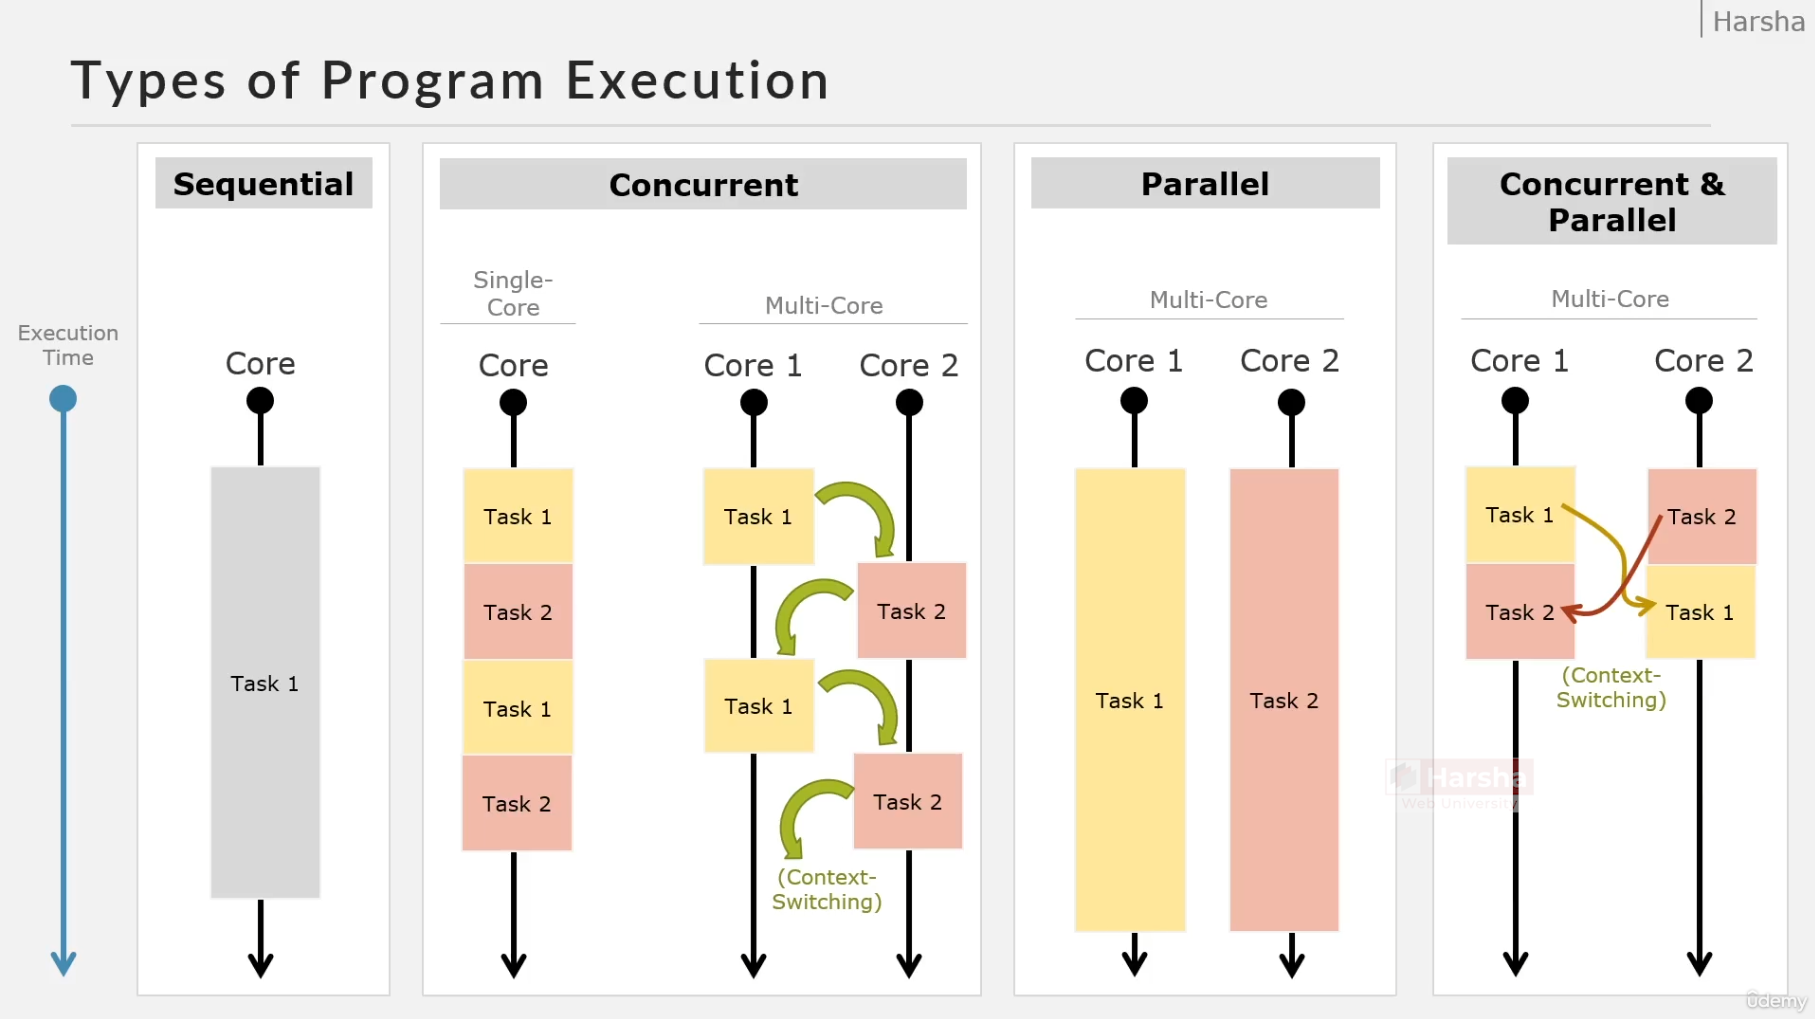 Harsha
Types of Program Execution
Execution
Time
Sequential
Core
Task 1
Concurrent
Single-
Core
Core
Task 1
Task 2
Task 1
Task 2
Multi-Core
Core 1
Core 2
Task 1
Task 2
Task 1
Task 2
(Context-
Switching)
Parallel
Multi-Core
Core 1
Core 2
Task 1
Task 2
Concurrent &
Parallel
Multi-Core
Core 1
Core 2
Task 1
Task 2
Task 2
Task 1
(Context-
Switching)
Harsha
Web University
ûdemy